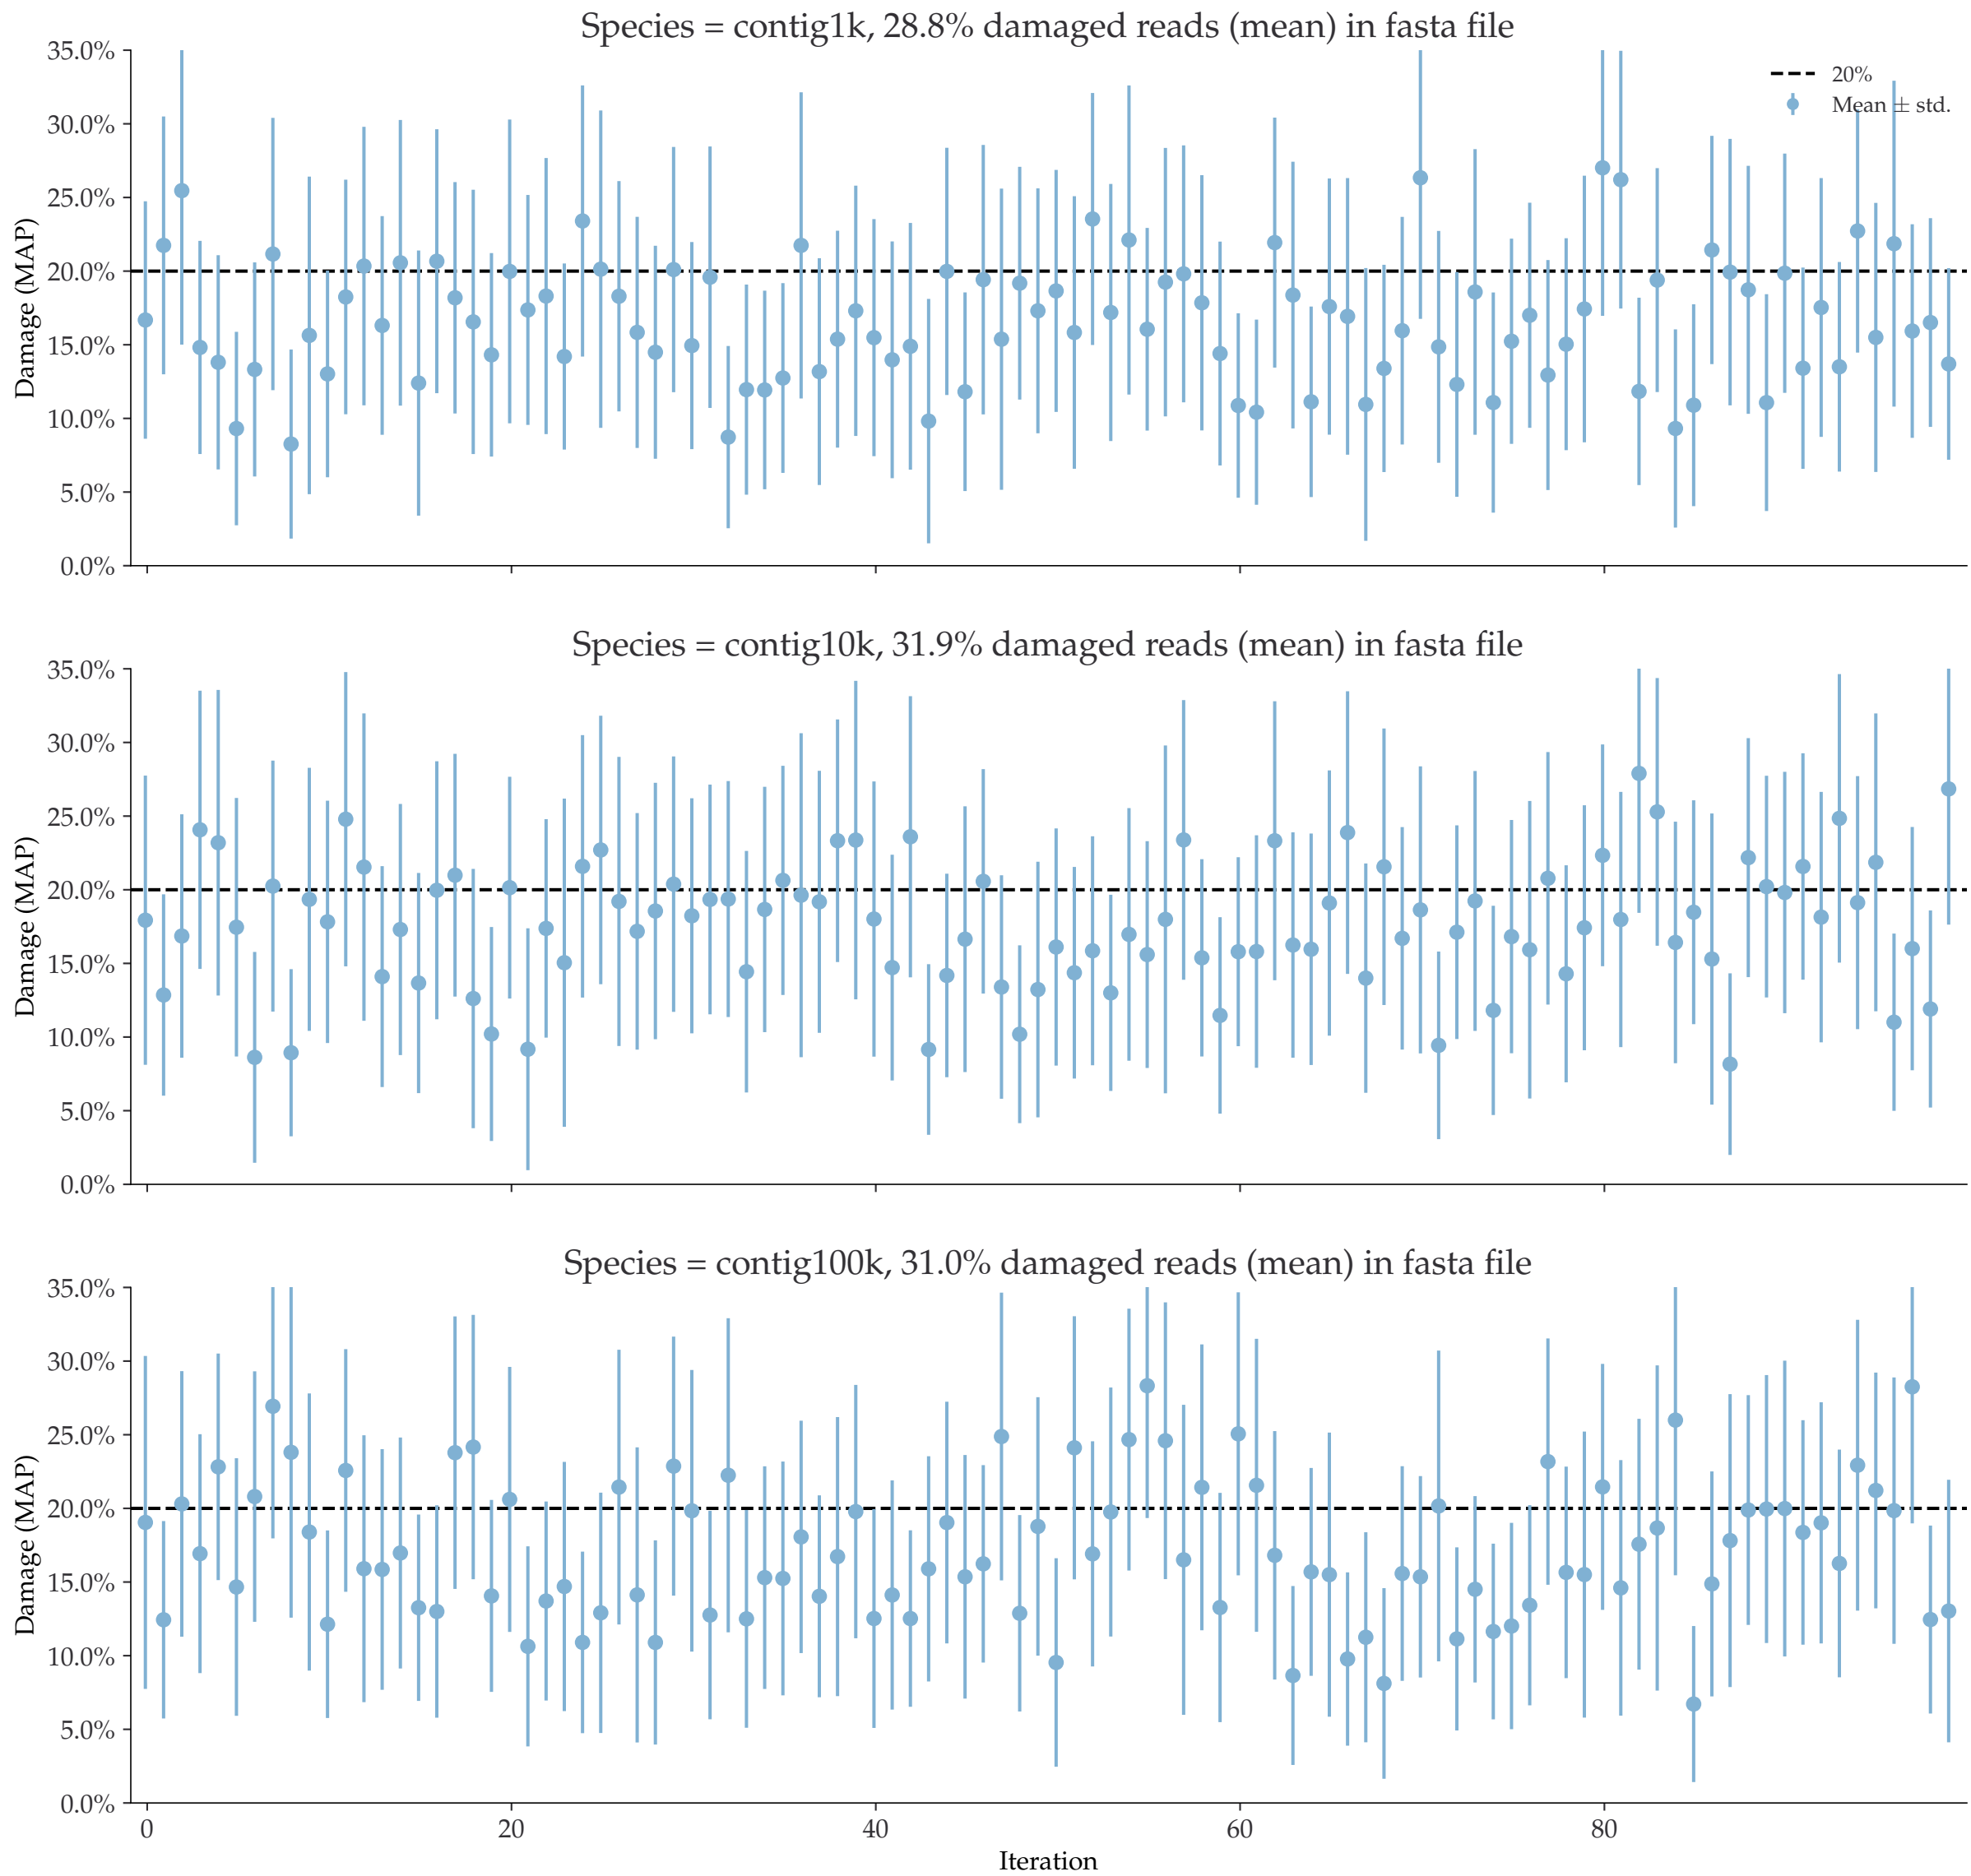 Species = contig1k, 28.8% damaged reads (mean) in fasta file
35.0%
30.0%
25.0%
20.0%
15.0%
10.0%
5.0%
0.0%
Damage (MAP)
20%
Mean ± std.
Species = contig10k, 31.9% damaged reads (mean) in fasta file
35.0%
30.0%
25.0%
20.0%
15.0%
10.0%
5.0%
0.0%
Damage (MAP)
Species = contig100k, 31.0% damaged reads (mean) in fasta file
35.0%
30.0%
25.0%
20.0%
15.0%
10.0%
5.0%
0.0%
Damage (MAP)
0 20 40 60 80
Iteration